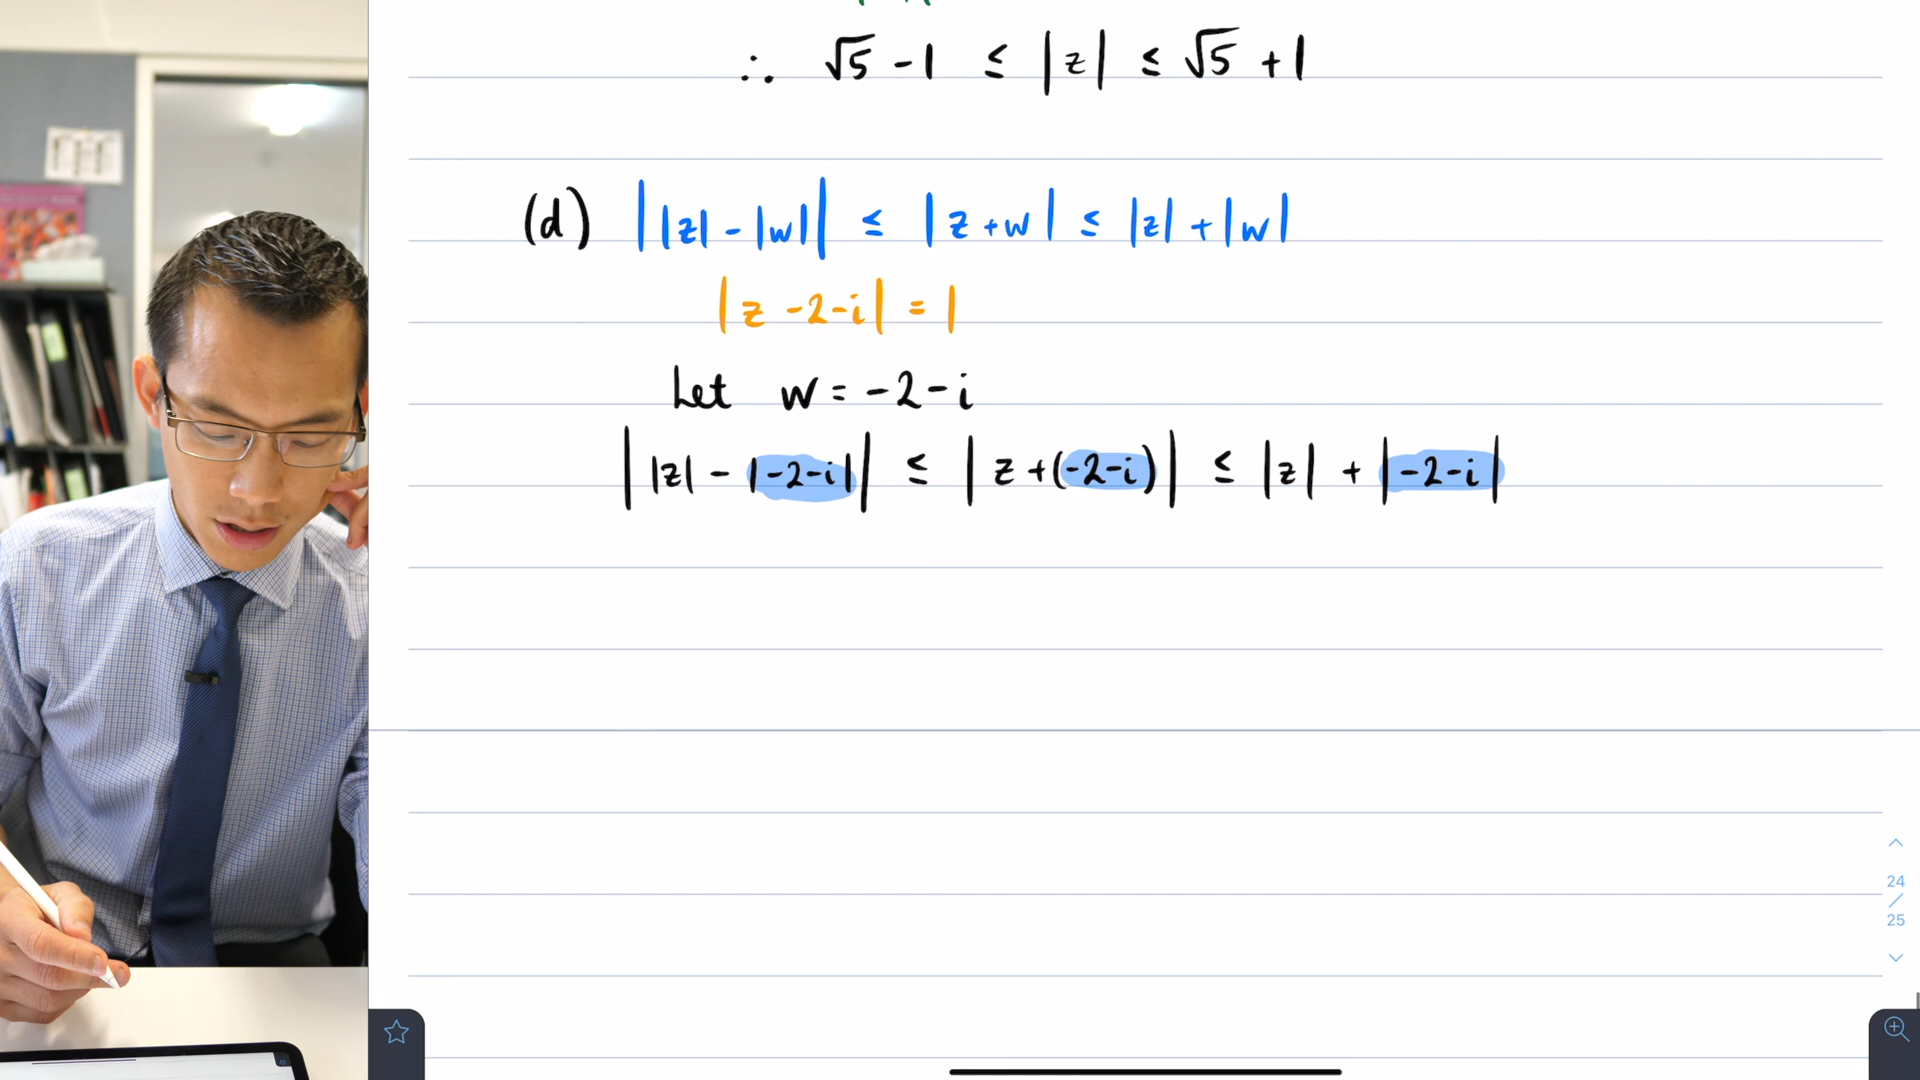 ∴ √5 - 1 ≤ |z| ≤ √5 + 1
(d) ||z| - |w|| ≤ |z + w| ≤ |z| + |w|
|z - 2 - i| = 1
Let w = -2 - i
||z| - |-2-i|| ≤ |z + (-2-i)| ≤ |z| + |-2-i|
24
/
25